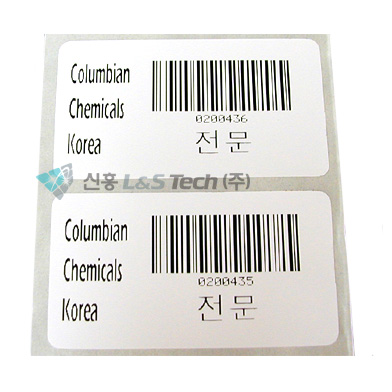 Columbian
Chemicals
Korea
0200436
전문
신흥 L&S Tech (주)
Columbian
Chemicals
Korea
0200435
전문